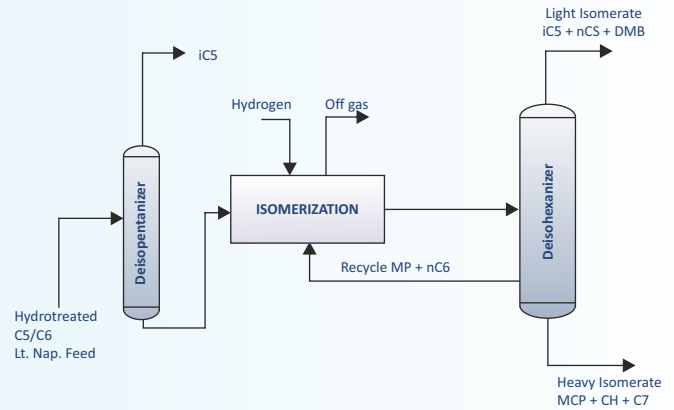 Light Isomerate
iC5 + nCS + DMB
iC5
Hydrogen
Off gas
Deisopentanizer
ISOMERIZATION
Deisohexanizer
Recycle MP + nC6
Hydrotreated
C5/C6
Lt. Nap. Feed
Heavy Isomerate
MCP + CH + C7